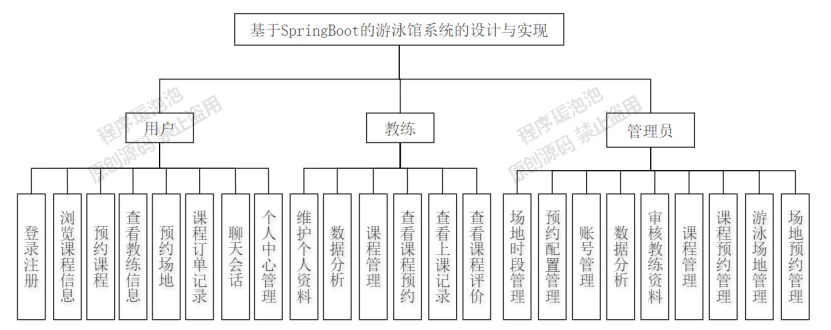 基于SpringBoot的游泳馆系统的设计与实现
程序媛泡泡
原创源码 禁止盗用
程序媛泡泡
原创源码 禁止盗用
用户
教练
管理员
登录注册
浏览课程信息
预约课程
查看教练信息
预约场地
课程订单记录
聊天会话
个人中心管理
维护个人资料
数据分析
课程管理
查看课程预约
查看上课记录
查看课程评价
场地时段管理
预约配置管理
账号管理
数据分析
审核教练资料
课程管理
课程预约管理
游泳场地管理
场地预约管理